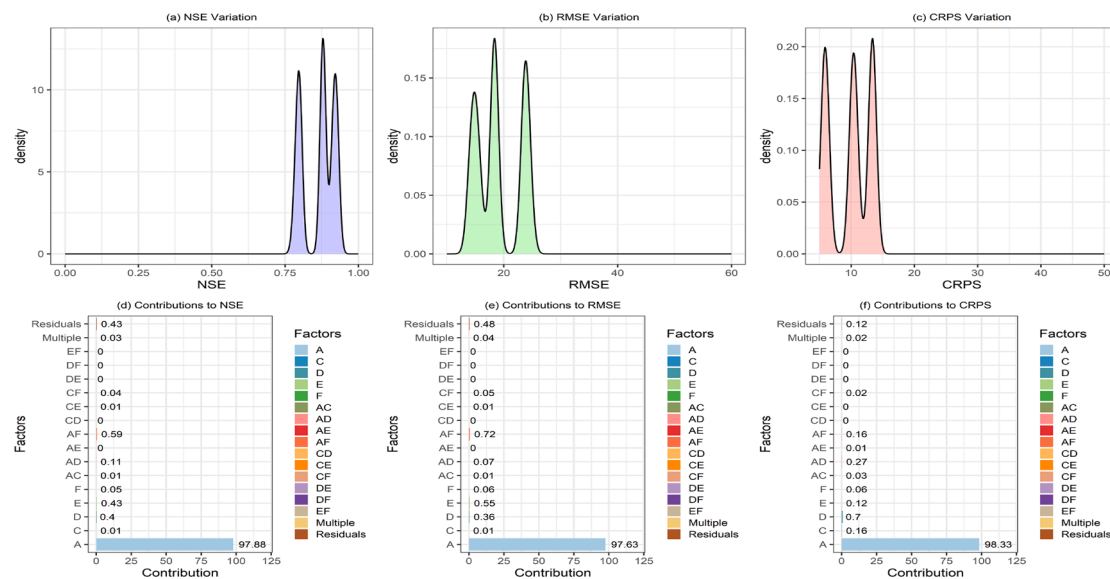 (a) NSE Variation
density
10
5
0
0.00 0.25 0.50 0.75 1.00
NSE
(b) RMSE Variation
density
0.15
0.10
0.05
0.00
20 40 60
RMSE
(c) CRPS Variation
density
0.20
0.15
0.10
0.05
0.00
10 20 30 40 50
CRPS
(d) Contributions to NSE
Factors
Residuals 0.43
Multiple 0.03
EF 0
DF 0
DE 0
CF 0.04
CE 0.01
CD 0
AF 0.59
AE 0
AD 0.11
AC 0.01
F 0.05
E 0.43
D 0.4
C 0.01
A 97.88
0 25 50 75 100 125
Contribution
Factors
A
C
D
E
F
AC
AD
AE
AF
CD
CE
CF
DE
DF
EF
Multiple
Residuals
(e) Contributions to RMSE
Factors
Residuals 0.48
Multiple 0.04
EF 0
DF 0
DE 0
CF 0.05
CE 0.01
CD 0
AF 0.72
AE 0
AD 0.07
AC 0.01
F 0.06
E 0.55
D 0.36
C 0.01
A 97.63
0 25 50 75 100 125
Contribution
Factors
A
C
D
E
F
AC
AD
AE
AF
CD
CE
CF
DE
DF
EF
Multiple
Residuals
(f) Contributions to CRPS
Factors
Residuals 0.12
Multiple 0.02
EF 0
DF 0
DE 0
CF 0.02
CE 0
CD 0
AF 0.16
AE 0.01
AD 0.27
AC 0.03
F 0.06
E 0.12
D 0.7
C 0.16
A 98.33
0 25 50 75 100 125
Contribution
Factors
A
C
D
E
F
AC
AD
AE
AF
CD
CE
CF
DE
DF
EF
Multiple
Residuals